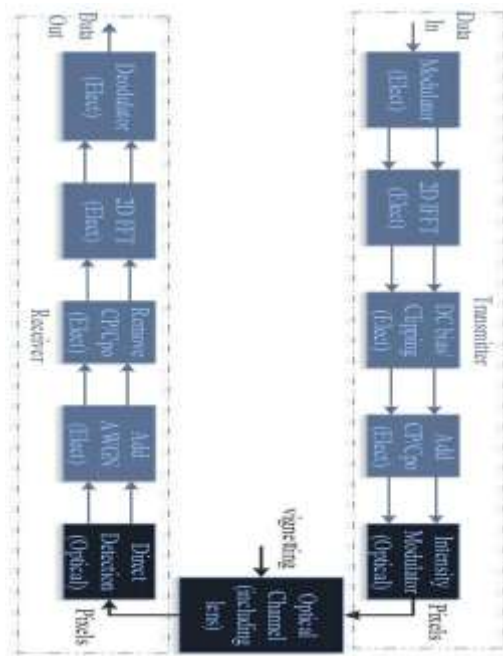 Data
In
Modulator
(Elect)
2D IFFT
(Elect)
DC bias/
Clipping
(Elect)
Add
CP/Cpo
(Elect)
Intensity
Modulator
(Optical)
Transmitter
Pixels
vignetting
Optical
Channel
(including
lens)
Direct
Detection
(Optical)
Pixels
Add
AWGN
(Elect)
Remove
CP/Cpo
(Elect)
2D FFT
(Elect)
Deodulator
(Elect)
Data
Out
Receiver